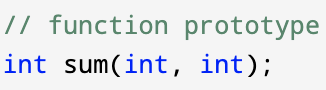 // function prototype
int sum(int, int);